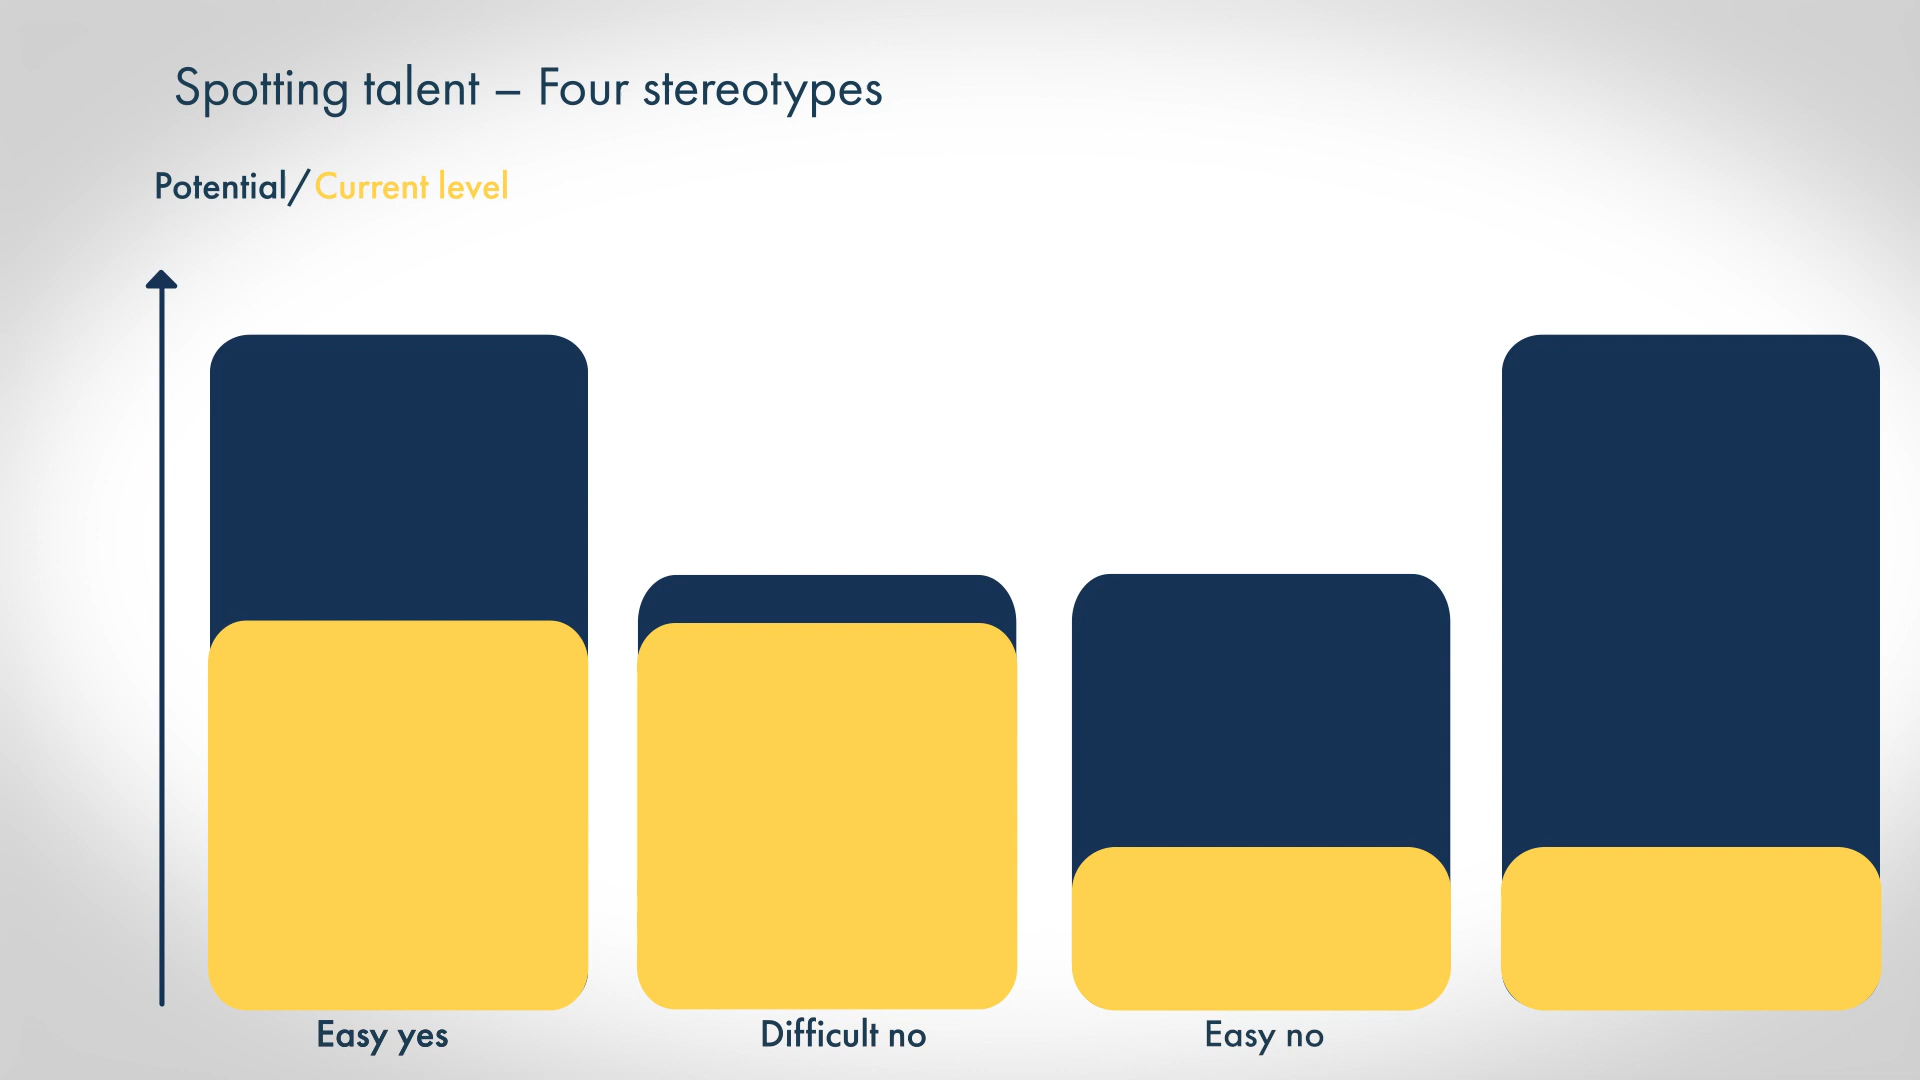 Spotting talent – Four stereotypes
Potential/Current level
Easy yes
Difficult no
Easy no